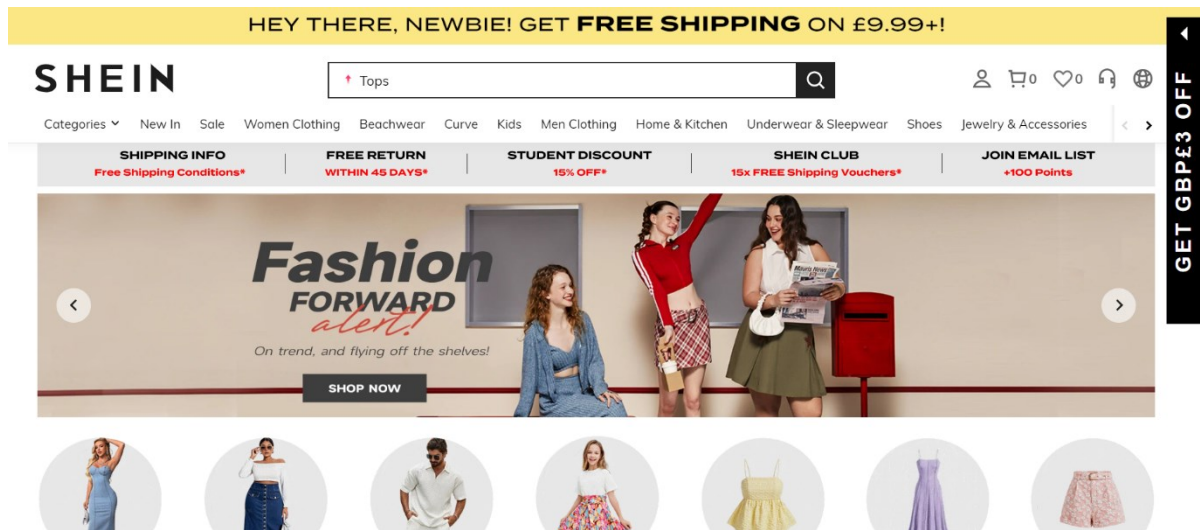 HEY THERE, NEWBIE! GET FREE SHIPPING ON £9.99+!
GET GBP£3 OFF
SHEIN
Tops
0
0
Categories New In Sale Women Clothing Beachwear Curve Kids Men Clothing Home & Kitchen Underwear & Sleepwear Shoes Jewelry & Accessories
SHIPPING INFO
Free Shipping Conditions*
FREE RETURN
WITHIN 45 DAYS*
STUDENT DISCOUNT
15% OFF*
SHEIN CLUB
15x FREE Shipping Vouchers*
JOIN EMAIL LIST
+100 Points
Fashion
FORWARD
alert!
On trend, and flying off the shelves!
SHOP NOW